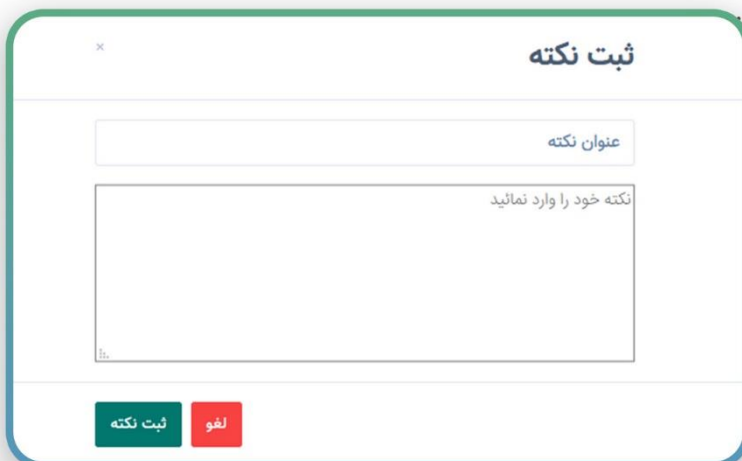 ثبت نکته
×
عنوان نکته
نکته خود را وارد نمائید
لغو
ثبت نکته